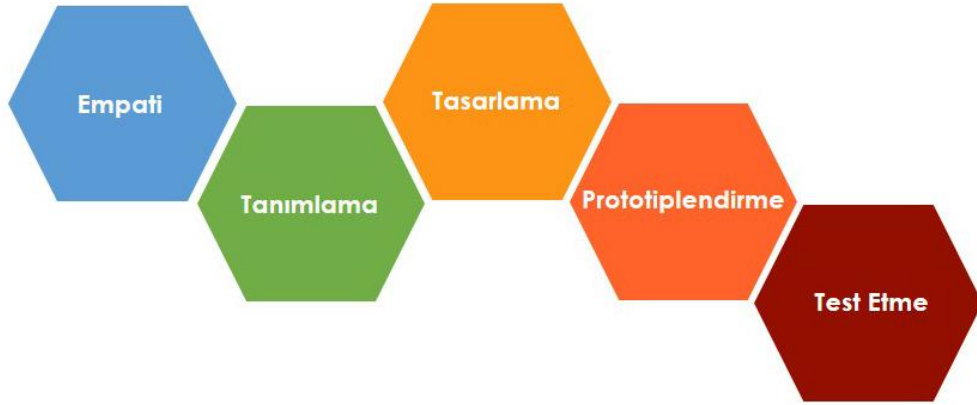 Empati
Tanımlama
Tasarlama
Prototiplendirme
Test Etme